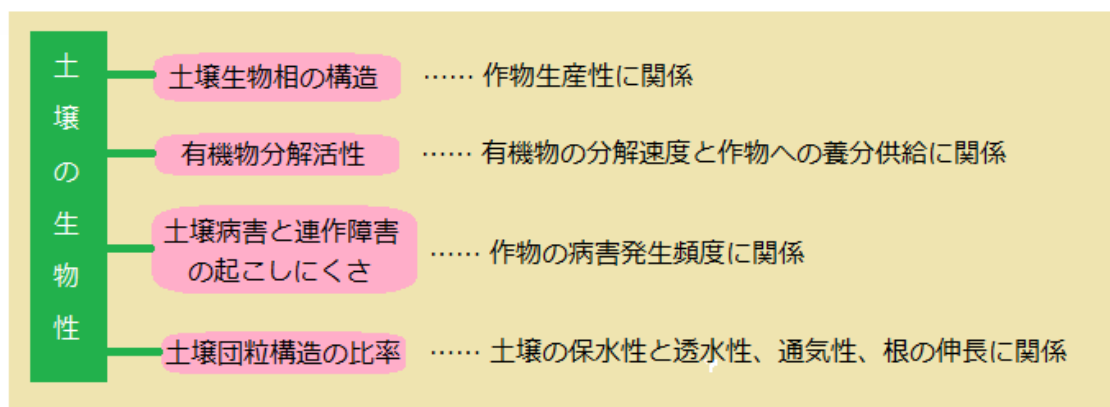 土壌の生物性
土壌生物相の構造 …… 作物生産性に関係
有機物分解活性 …… 有機物の分解速度と作物への養分供給に関係
土壌病害と連作障害
の起こしにくさ …… 作物の病害発生頻度に関係
土壌団粒構造の比率 …… 土壌の保水性と透水性、通気性、根の伸長に関係